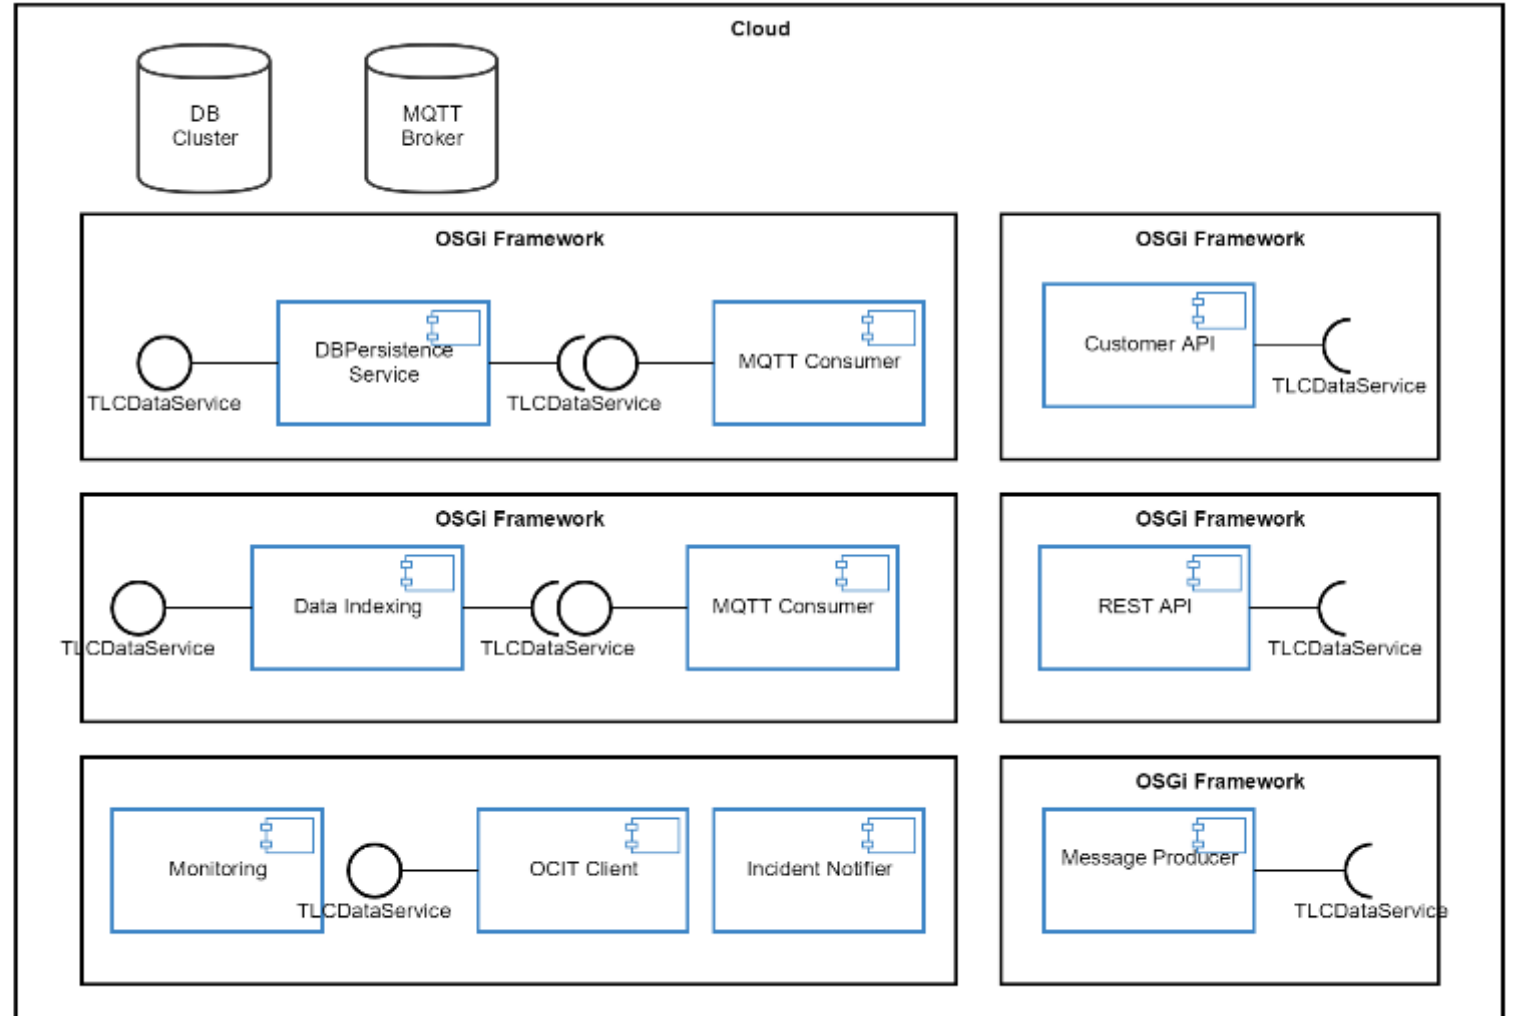 Cloud
DB
Cluster
MQTT
Broker
OSGi Framework
DBPersistence
Service
MQTT Consumer
TLCDataService
TLCDataService
OSGi Framework
Customer API
TLCDataService
OSGi Framework
Data Indexing
MQTT Consumer
TLCDataService
TLCDataService
OSGi Framework
REST API
TLCDataService
Monitoring
OCIT Client
Incident Notifier
TLCDataService
OSGi Framework
Message Producer
TLCDataService